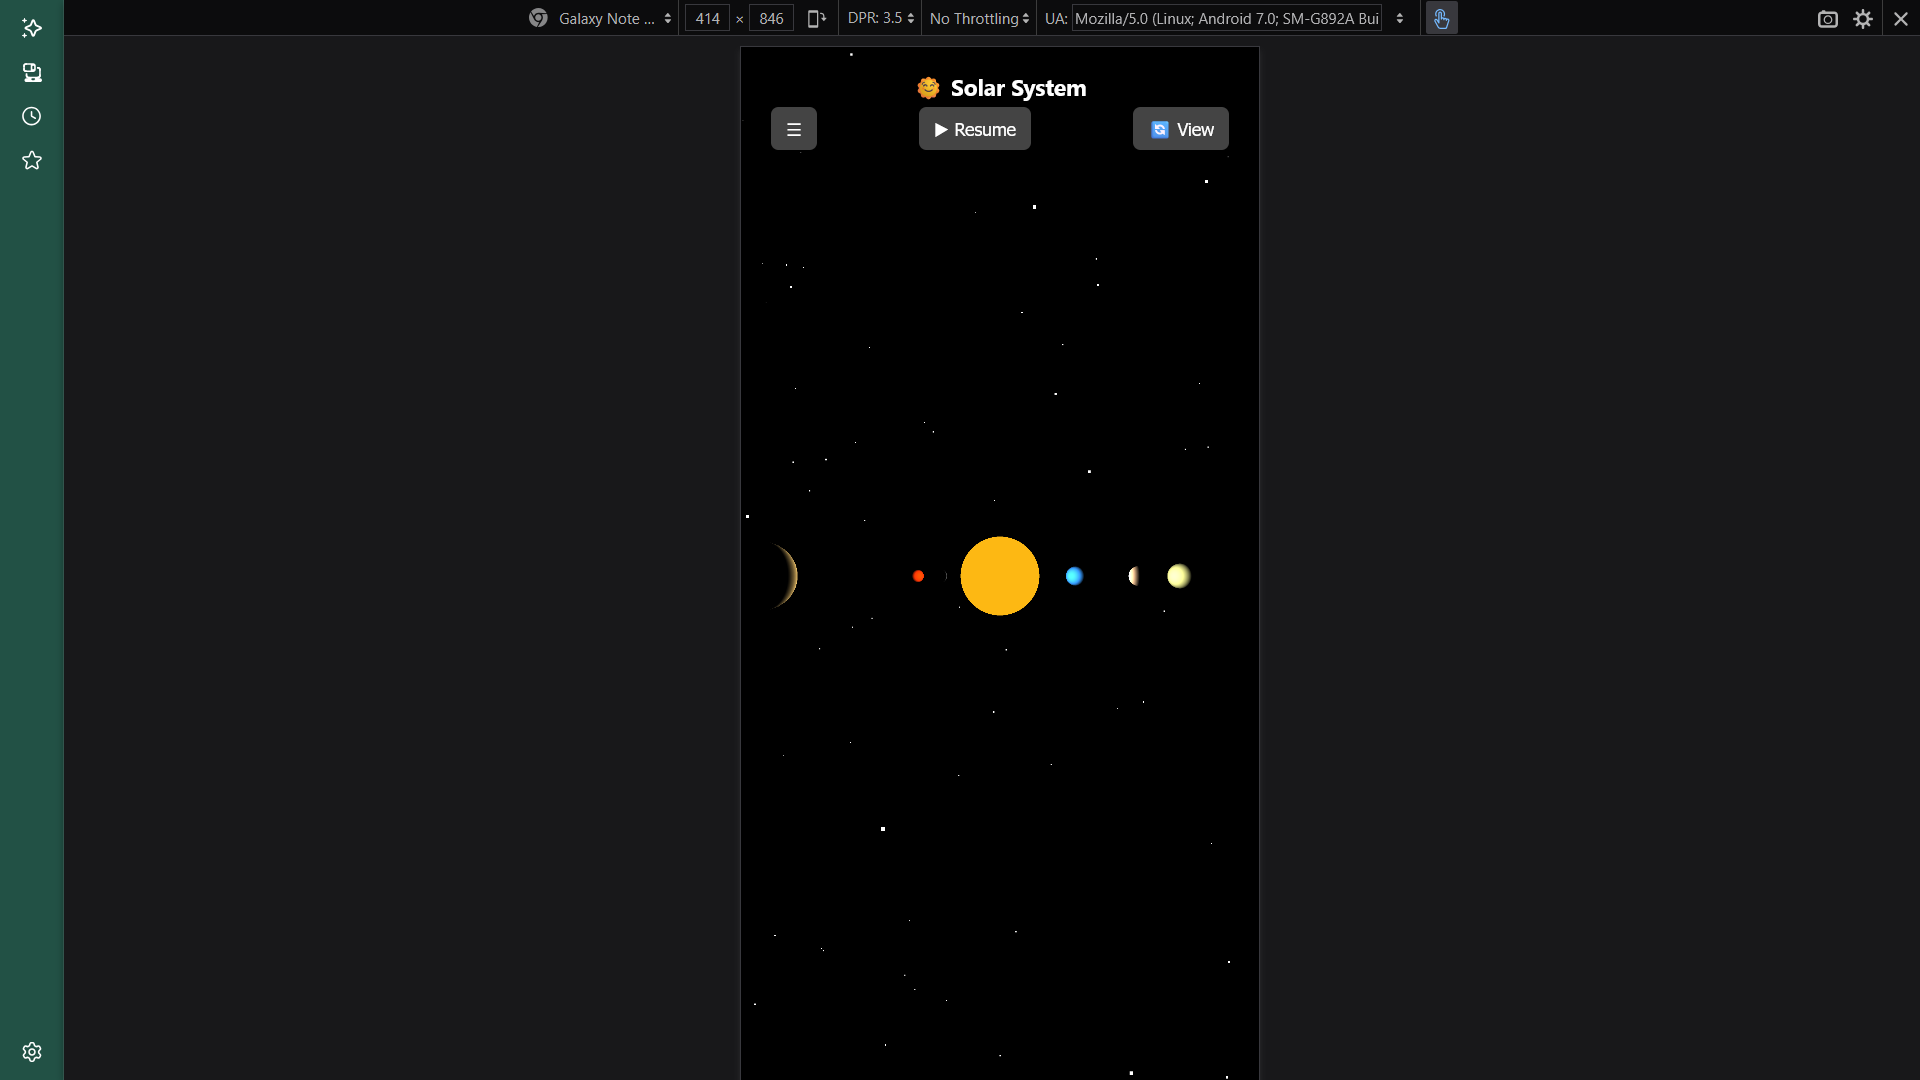 Galaxy Note ... 414 × 846 DPR: 3.5 No Throttling UA: Mozilla/5.0 (Linux; Android 7.0; SM-G892A Bui
🌞 Solar System
☰ ▶ Resume 🔄 View